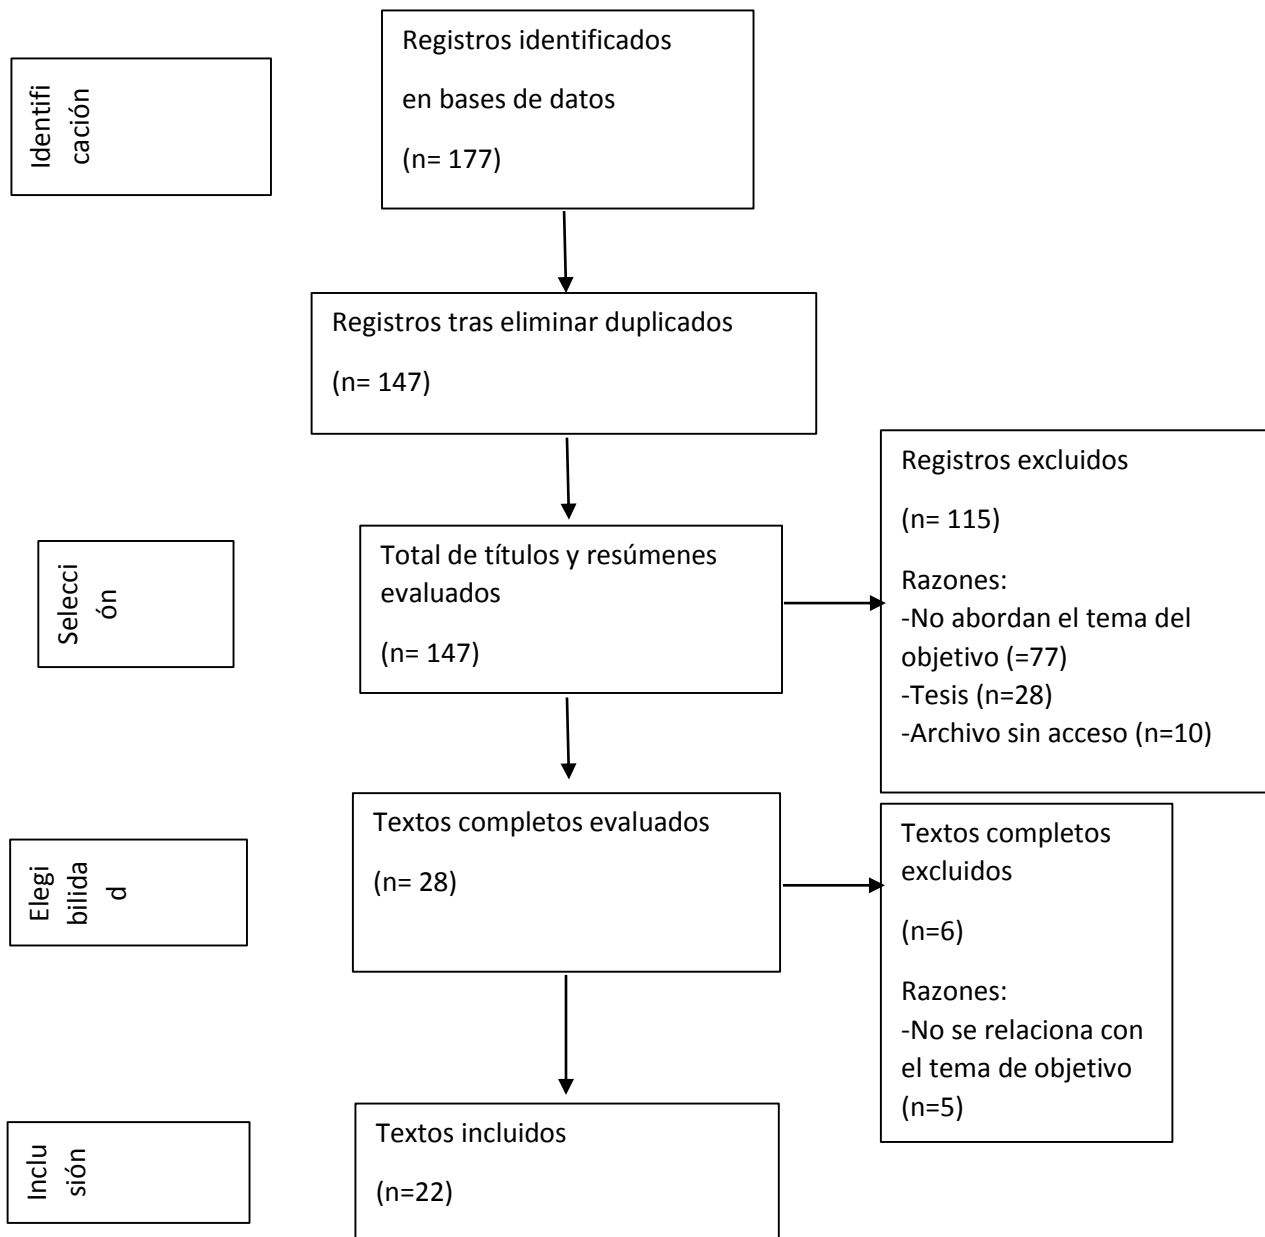 Identifi
cación
Registros identificados
en bases de datos
(n= 177)
Registros tras eliminar duplicados
(n= 147)
Selecci
ón
Total de títulos y resúmenes
evaluados
(n= 147)
Registros excluidos
(n= 115)
Razones:
-No abordan el tema del
objetivo (=77)
-Tesis (n=28)
-Archivo sin acceso (n=10)
Elegi
bilida
d
Textos completos evaluados
(n= 28)
Textos completos
excluidos
(n=6)
Razones:
-No se relaciona con
el tema de objetivo
(n=5)
Inclu
sión
Textos incluidos
(n=22)